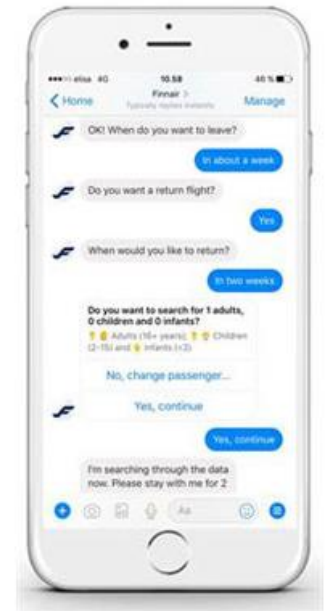 elisa 4G 10.58 46 %
Home Finnair Manage
Typically replies instantly
OK! When do you want to leave?
In about a week
Do you want a return flight?
Yes
When would you like to return?
In two weeks
Do you want to search for 1 adults,
0 children and 0 infants?
Adults (16+ years), Children
(2-15) and infants (<2)
No, change passenger...
Yes, continue
Yes, continue
I'm searching through the data
now. Please stay with me for 2
Aa